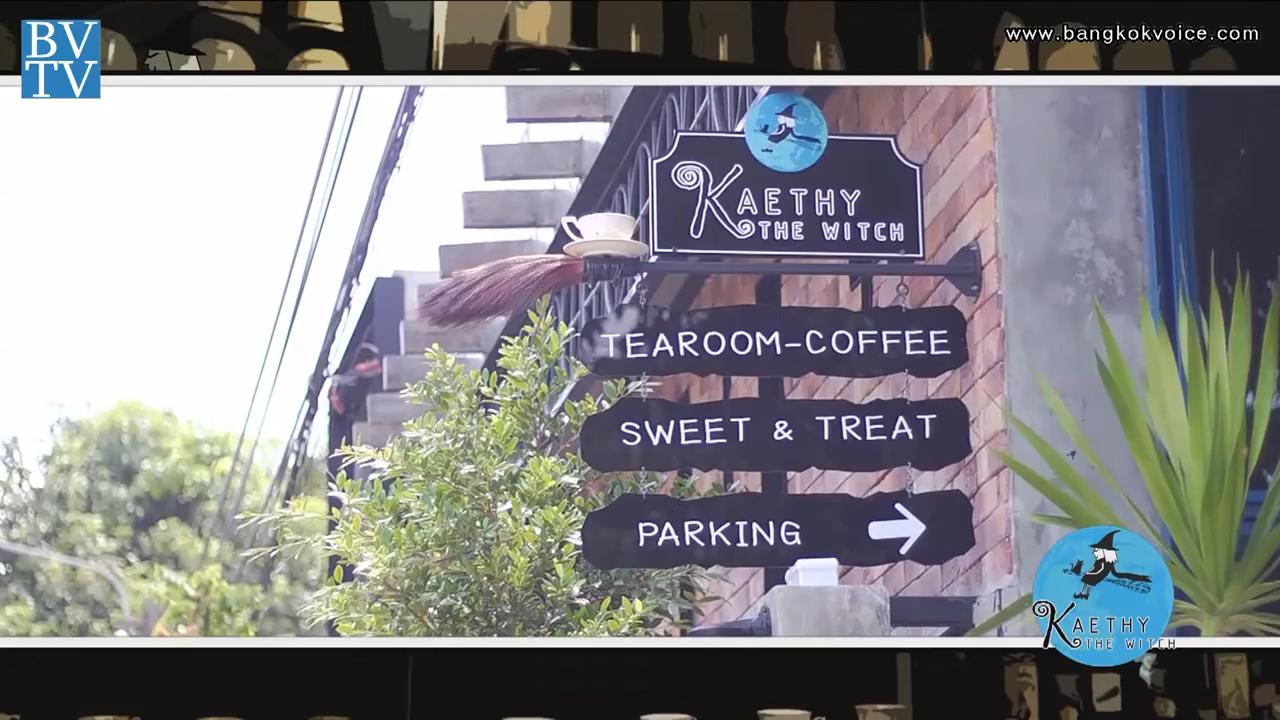 BV
TV
www.bangkokvoice.com
KAETHY
THE WITCH
TEAROOM-COFFEE
SWEET & TREAT
PARKING
KAETHY
THE WITCH